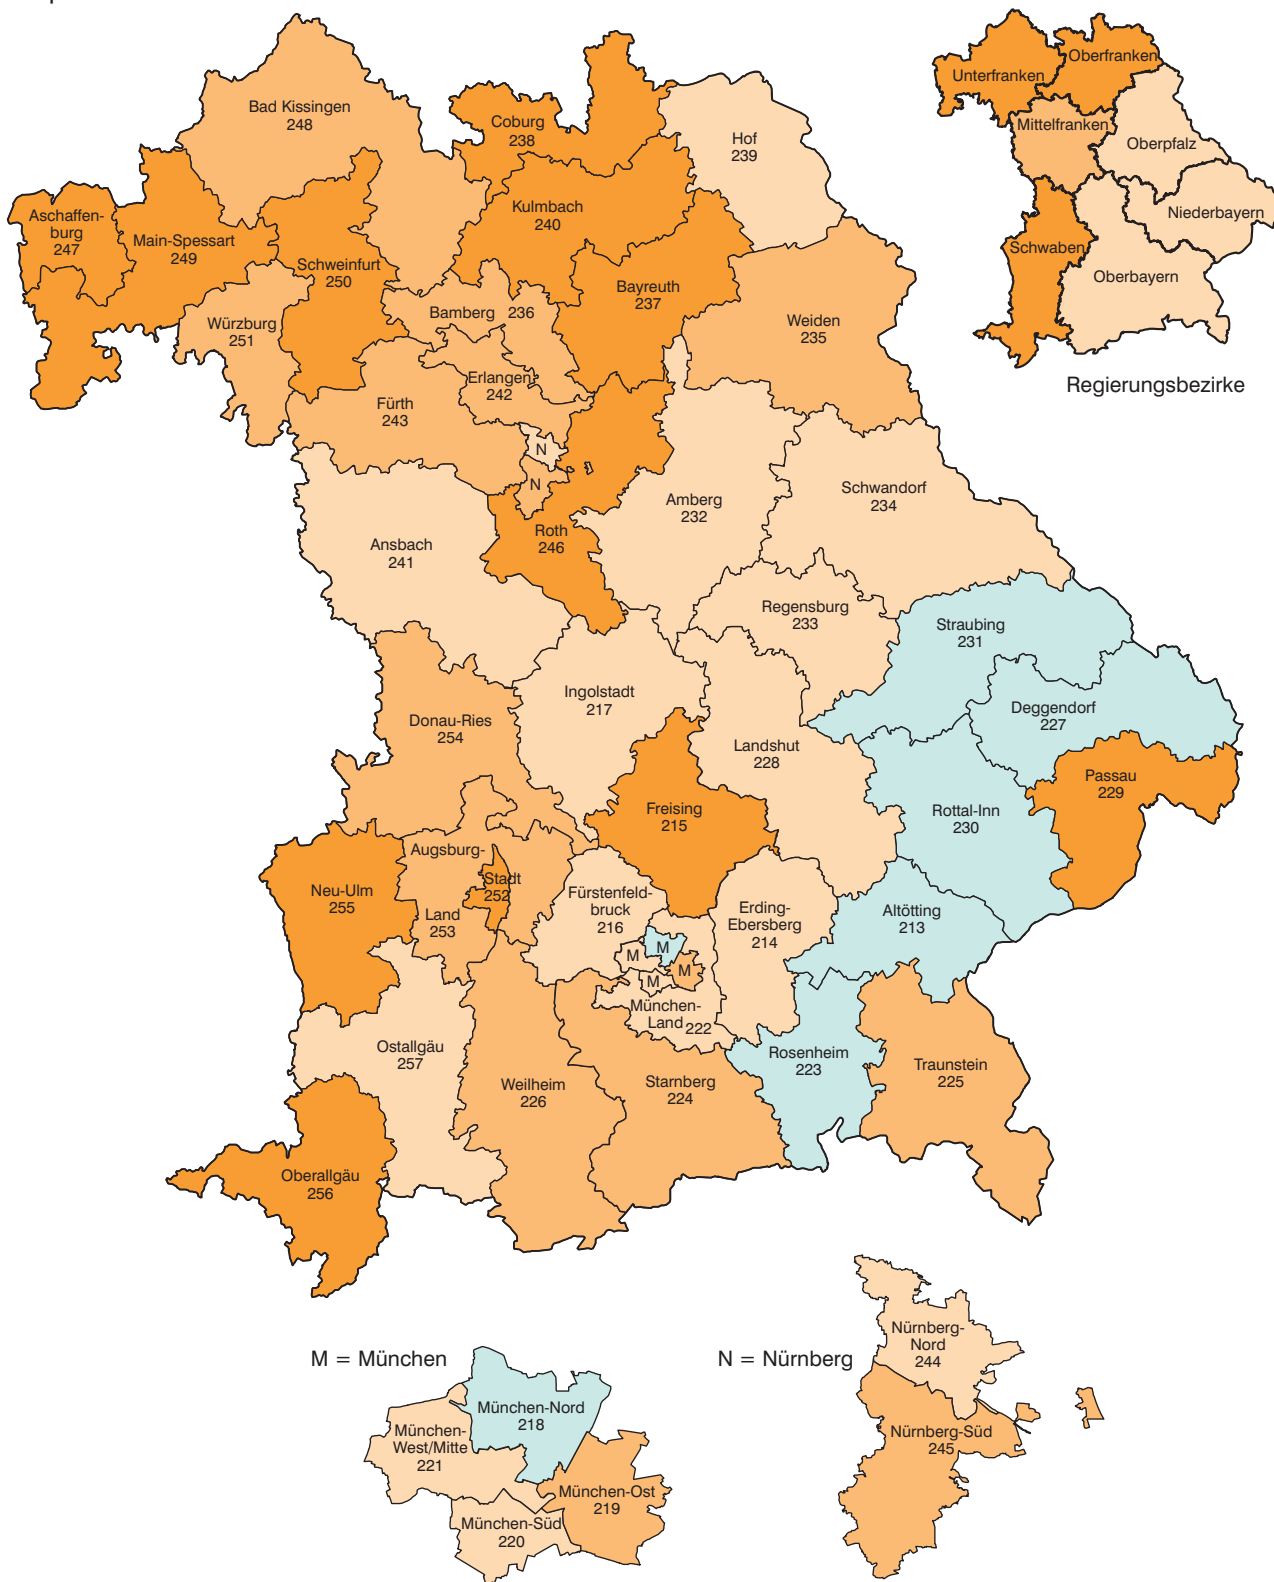 Unterfranken
Oberfranken
Mittelfranken
Oberpfalz
Niederbayern
Schwaben
Oberbayern
Regierungsbezirke
Bad Kissingen
248
Coburg
238
Hof
239
Aschaffen-
burg
247
Main-Spessart
249
Kulmbach
240
Schweinfurt
250
Bayreuth
237
Bamberg 236
Würzburg
251
Weiden
235
Erlangen
242
Fürth
243
N
N
Amberg
232
Schwandorf
234
Roth
246
Ansbach
241
Regensburg
233
Straubing
231
Ingolstadt
217
Deggendorf
227
Donau-Ries
254
Landshut
228
Passau
229
Freising
215
Rottal-Inn
230
Augsburg-
Stadt
252
Land
253
Neu-Ulm
255
Fürstenfeld-
bruck
216
Erding-
Ebersberg
214
Altötting
213
M
M
M
M
München-
Land 222
Ostallgäu
257
Rosenheim
223
Traunstein
225
Weilheim
226
Starnberg
224
Oberallgäu
256
M = München
München-Nord
218
München-
West/Mitte
221
München-Ost
219
München-Süd
220
N = Nürnberg
Nürnberg-
Nord
244
Nürnberg-Süd
245